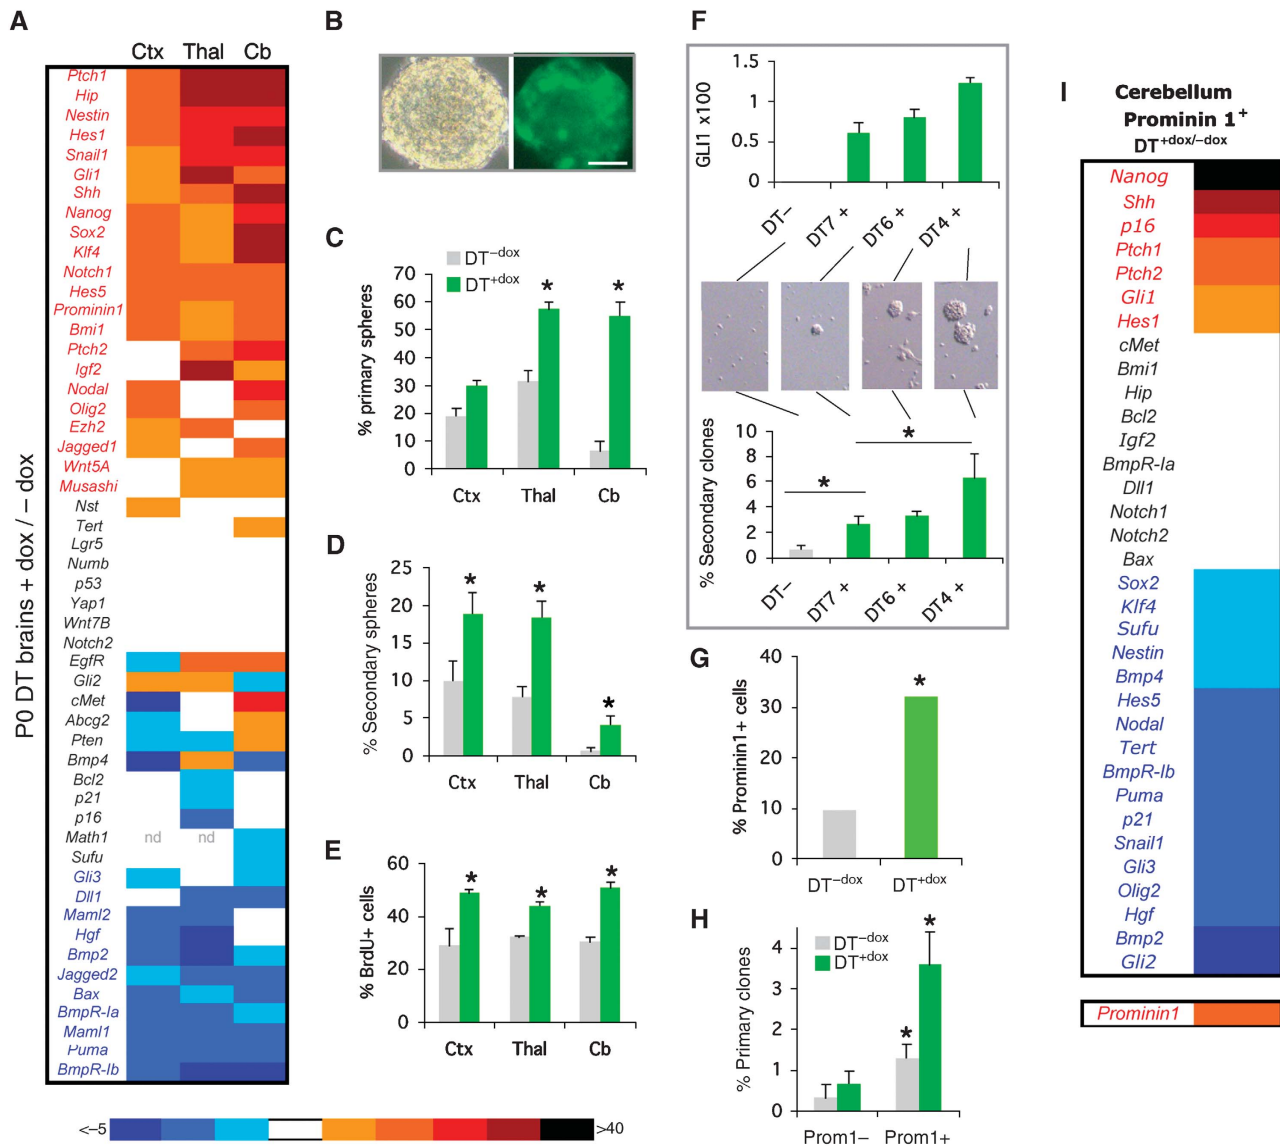 A
Ctx Thal Cb
P0 DT brains + dox / – dox
Ptch1
Hip
Nestin
Hes1
Snail1
Gli1
Shh
Nanog
Sox2
Klf4
Notch1
Hes5
Prominin1
Bmi1
Ptch2
Igf2
Nodal
Olig2
Ezh2
Jagged1
Wnt5A
Musashi
Nst
Tert
Lgr5
Numb
p53
Yap1
Wnt7B
Notch2
EgfR
Gli2
cMet
Abcg2
Pten
Bmp4
Bcl2
p21
p16
Math1 nd nd
Sufu
Gli3
Dll1
Maml2
Hgf
Bmp2
Jagged2
Bax
BmpR-Ia
Maml1
Puma
BmpR-Ib
<–5 >40
B
C
DT–dox
DT+dox
% primary spheres
70
60
50
40
30
20
10
0
* *
Ctx Thal Cb
D
% Secondary spheres
25
20
15
10
5
0
* * *
Ctx Thal Cb
E
% BrdU+ cells
60
40
20
0
* * *
Ctx Thal Cb
F
GLI1 x100
1.5
1
0.5
0
DT– DT7 + DT6 + DT4 +
% Secondary clones
10
8
6
4
2
0
* *
DT– DT7 + DT6 + DT4 +
G
% Prominin1+ cells
40
30
20
10
0
*
DT–dox DT+dox
H
DT–dox
DT+dox
% Primary clones
4
3
2
1
0
* *
Prom1– Prom1+
I
Cerebellum
Prominin 1+
DT+dox/–dox
Nanog
Shh
p16
Ptch1
Ptch2
Gli1
Hes1
cMet
Bmi1
Hip
Bcl2
Igf2
BmpR-Ia
Dll1
Notch1
Notch2
Bax
Sox2
Klf4
Sufu
Nestin
Bmp4
Hes5
Nodal
Tert
BmpR-Ib
Puma
p21
Snail1
Gli3
Olig2
Hgf
Bmp2
Gli2
Prominin1